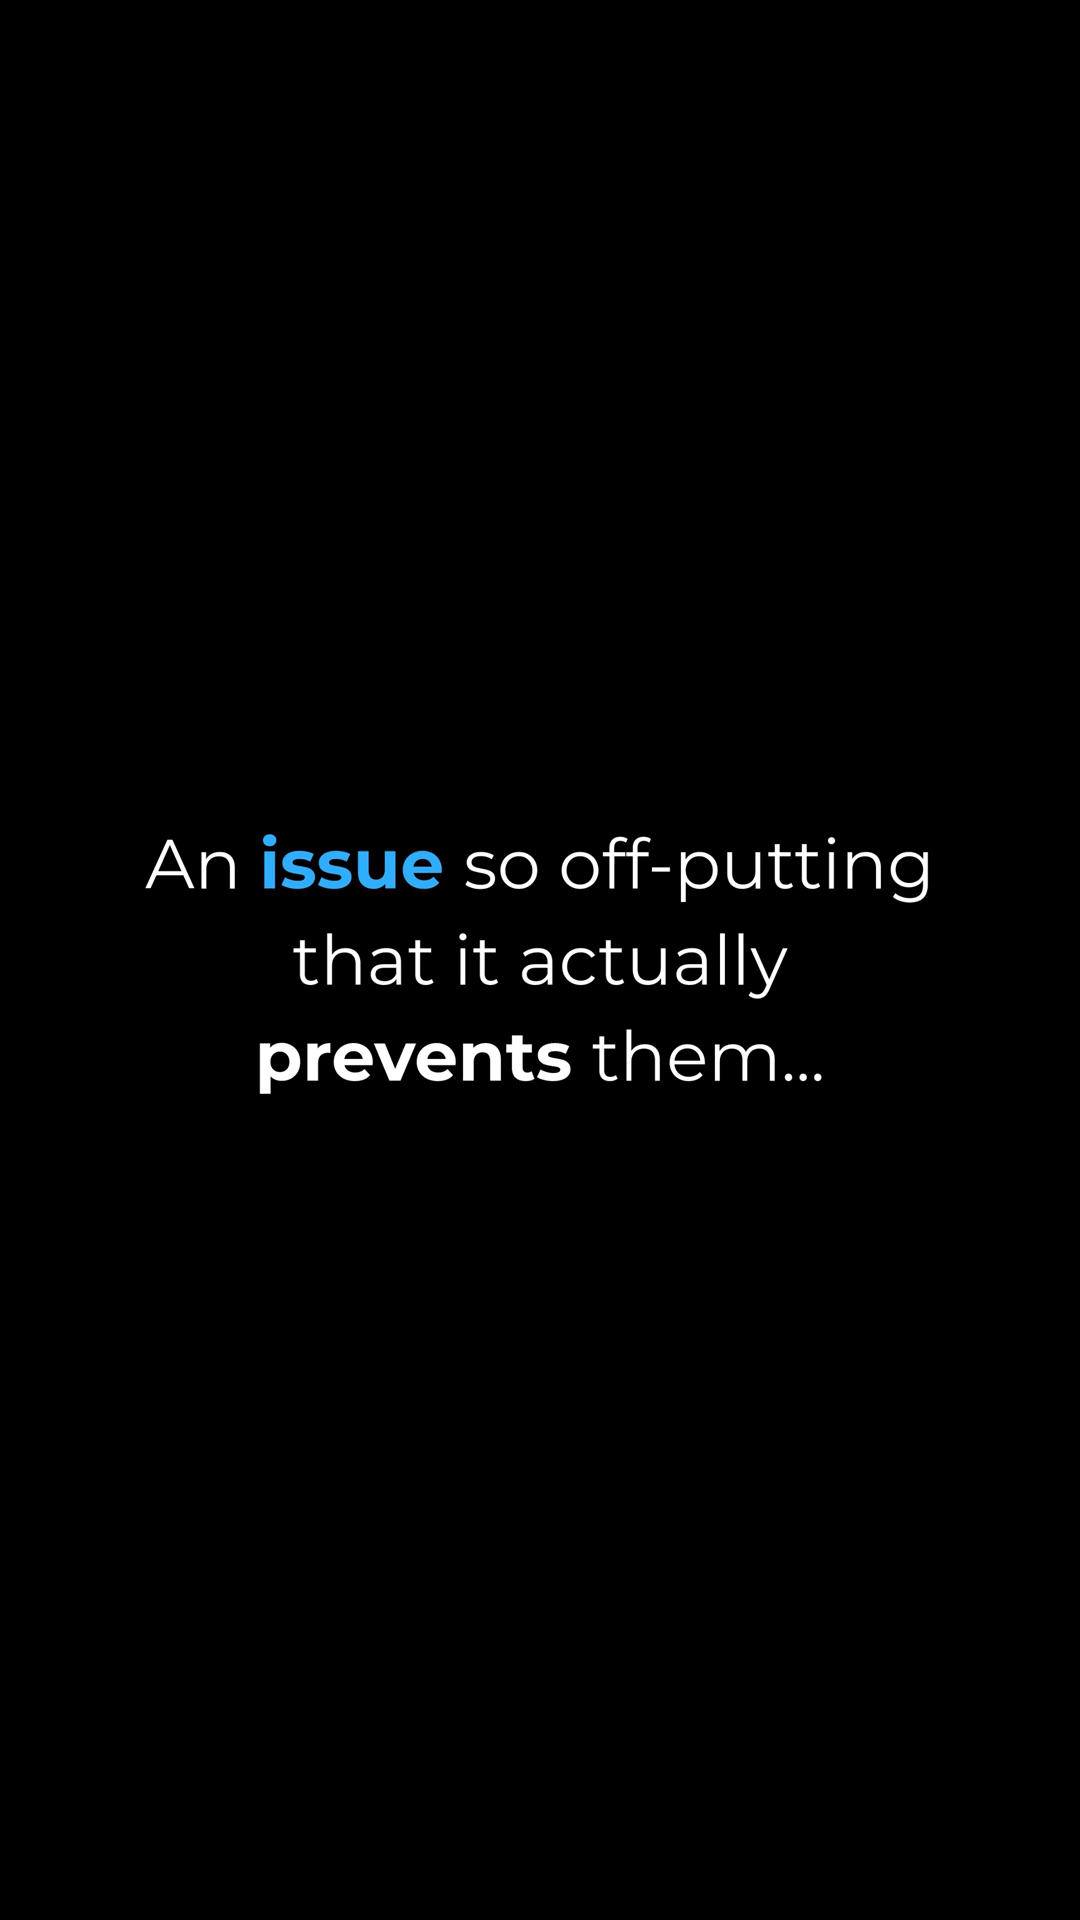 An issue so off-putting
that it actually
prevents them...